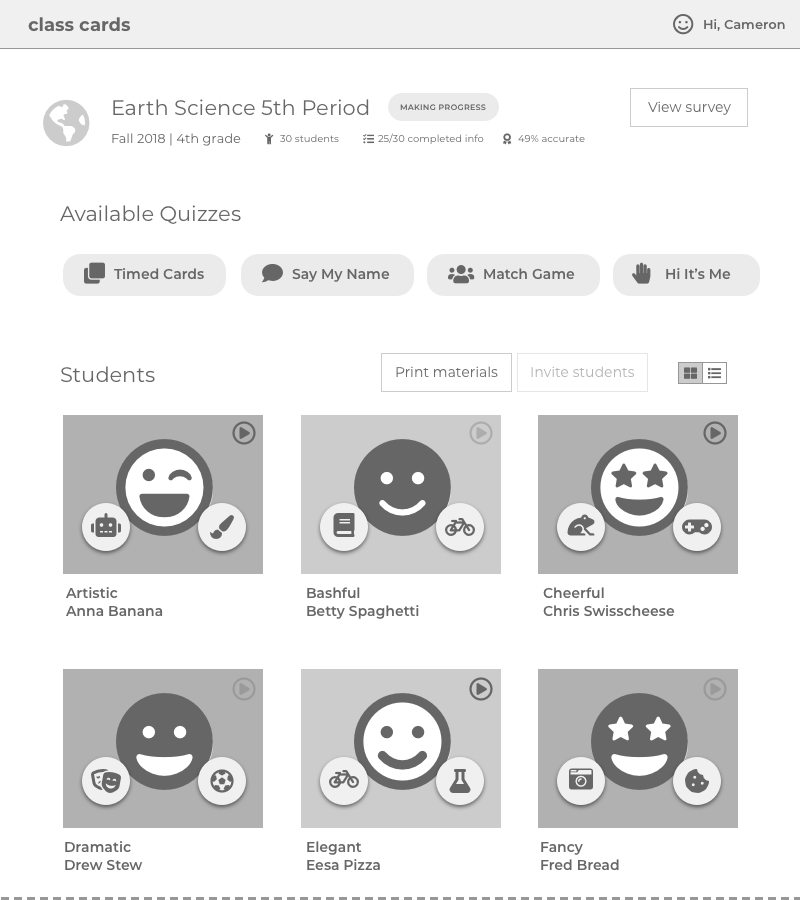 class cards
Hi, Cameron
Earth Science 5th Period
MAKING PROGRESS
View survey
Fall 2018 | 4th grade
30 students
25/30 completed info
49% accurate
Available Quizzes
Timed Cards
Say My Name
Match Game
Hi It’s Me
Students
Print materials
Invite students
Artistic
Anna Banana
Bashful
Betty Spaghetti
Cheerful
Chris Swisscheese
Dramatic
Drew Stew
Elegant
Eesa Pizza
Fancy
Fred Bread